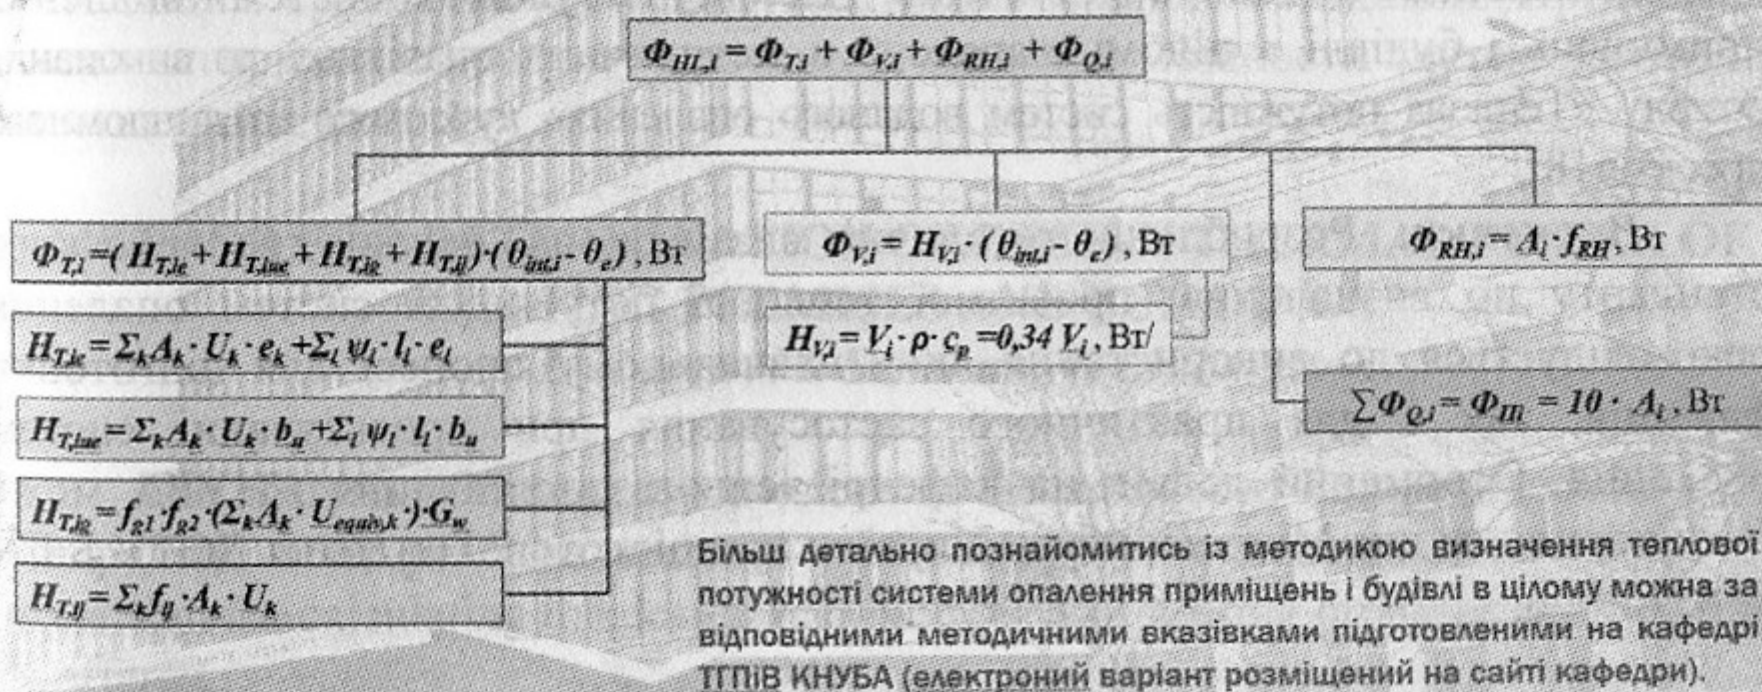 Φ_{HL,i} = Φ_{T,i} + Φ_{V,i} + Φ_{RH,i} + Φ_{Q,i}
Φ_{T,i} =( H_{T,ie} + H_{T,iue} + H_{T,ig} + H_{T,ij})·( θ_{int,i} - θ_e ) , Вт
Φ_{V,i} = H_{V,i} · ( θ_{int,i} - θ_e ) , Вт
Φ_{RH,i} = A_i · f_{RH}, Вт
H_{T,ie} = Σ_k A_k · U_k · e_k + Σ_l ψ_l · l_l · e_l
H_{V,i} = V_i · ρ · c_p =0,34 V_i, Вт/
H_{T,iue} = Σ_k A_k · U_k · b_u + Σ_l ψ_l · l_l · b_u
∑Φ_{Q,i} = Φ_{Ш} = 10 · A_i , Вт
H_{T,ig} = f_{g1} · f_{g2} ·(Σ_k A_k · U_{equiv,k} ·)·G_w
H_{T,ij} = Σ_k f_{ij} · A_k · U_k
Більш детально познайомитись із методикою визначення теплової
потужності системи опалення приміщень і будівлі в цілому можна за
відповідними методичними вказівками підготовленими на кафедрі
ТГПіВ КНУБА (електроний варіант розміщений на сайті кафедри).